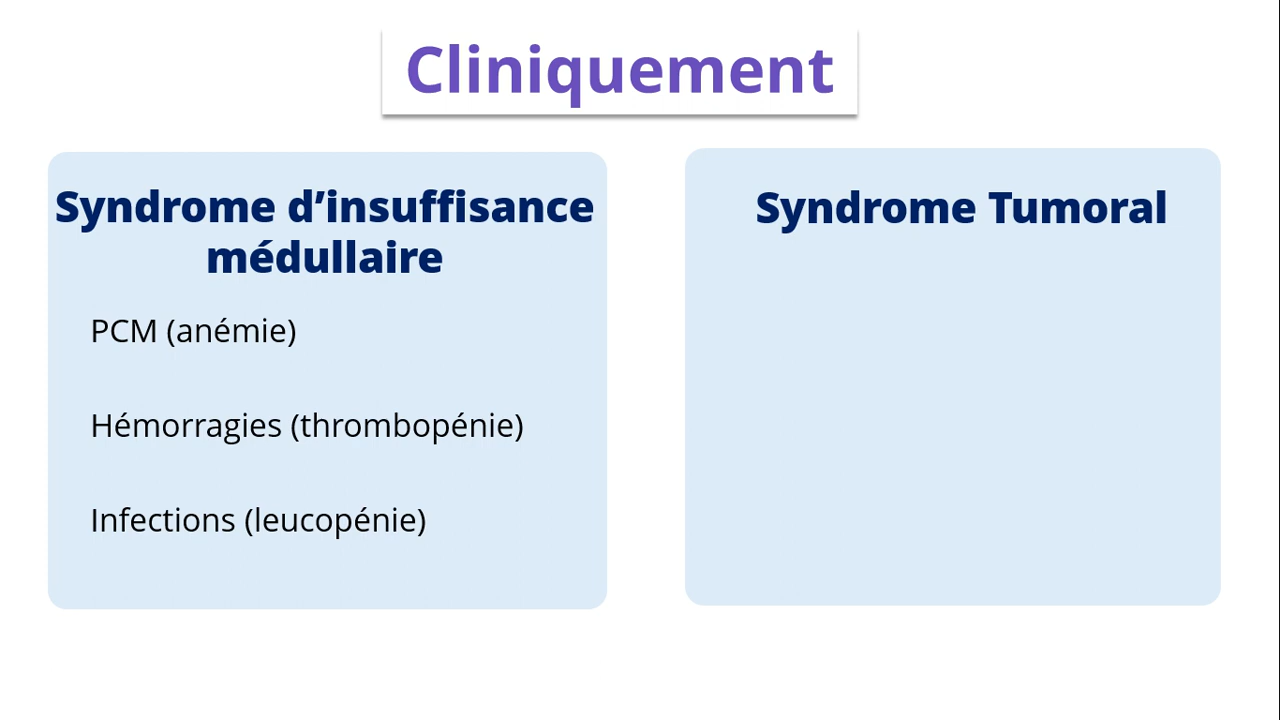 Cliniquement
Syndrome d’insuffisance
médullaire
PCM (anémie)
Hémorragies (thrombopénie)
Infections (leucopénie)
Syndrome Tumoral